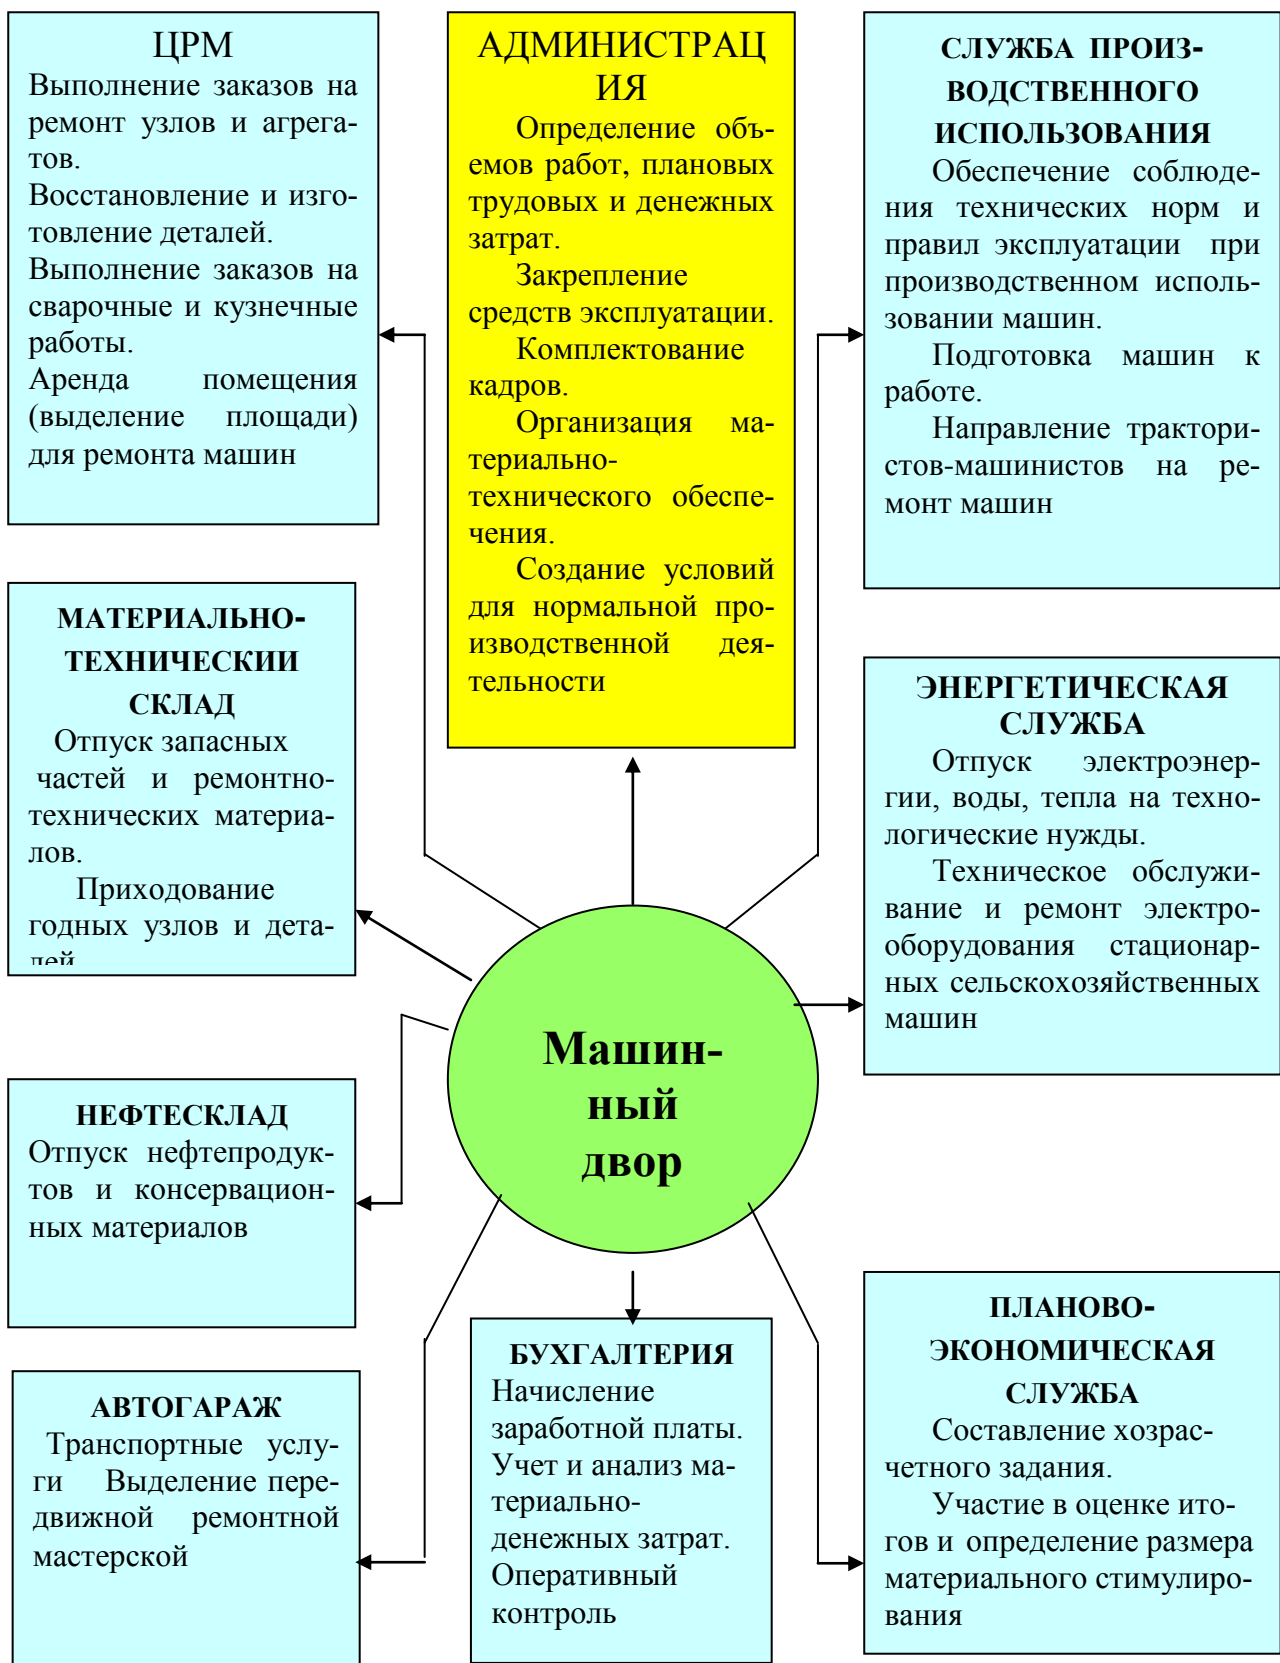 ЦРМ
Выполнение заказов на
ремонт узлов и агрега-
тов.
Восстановление и изго-
товление деталей.
Выполнение заказов на
сварочные и кузнечные
работы.
Аренда помещения
(выделение площади)
для ремонта машин
АДМИНИСТРАЦ
ИЯ
Определение объ-
емов работ, плановых
трудовых и денежных
затрат.
Закрепление
средств эксплуатации.
Комплектование
кадров.
Организация ма-
териально-
технического обеспе-
чения.
Создание условий
для нормальной про-
изводственной дея-
тельности
СЛУЖБА ПРОИЗ-
ВОДСТВЕННОГО
ИСПОЛЬЗОВАНИЯ
Обеспечение соблюде-
ния технических норм и
правил эксплуатации при
производственном исполь-
зовании машин.
Подготовка машин к
работе.
Направление трактори-
стов-машинистов на ре-
монт машин
МАТЕРИАЛЬНО-
ТЕХНИЧЕСКИЙ
СКЛАД
Отпуск запасных
частей и ремонтно-
технических материа-
лов.
Приходование
годных узлов и дета-
лей
ЭНЕРГЕТИЧЕСКАЯ
СЛУЖБА
Отпуск электроэнер-
гии, воды, тепла на техно-
логические нужды.
Техническое обслужи-
вание и ремонт электро-
оборудования стационар-
ных сельскохозяйственных
машин
Машин-
ный
двор
НЕФТЕСКЛАД
Отпуск нефтепродук-
тов и консервацион-
ных материалов
АВТОГАРАЖ
Транспортные услу-
ги Выделение пере-
движной ремонтной
мастерской
БУХГАЛТЕРИЯ
Начисление
заработной платы.
Учет и анализ ма-
териально-
денежных затрат.
Оперативный
контроль
ПЛАНОВО-
ЭКОНОМИЧЕСКАЯ
СЛУЖБА
Составление хозрас-
четного задания.
Участие в оценке ито-
гов и определение размера
материального стимулиро-
вания